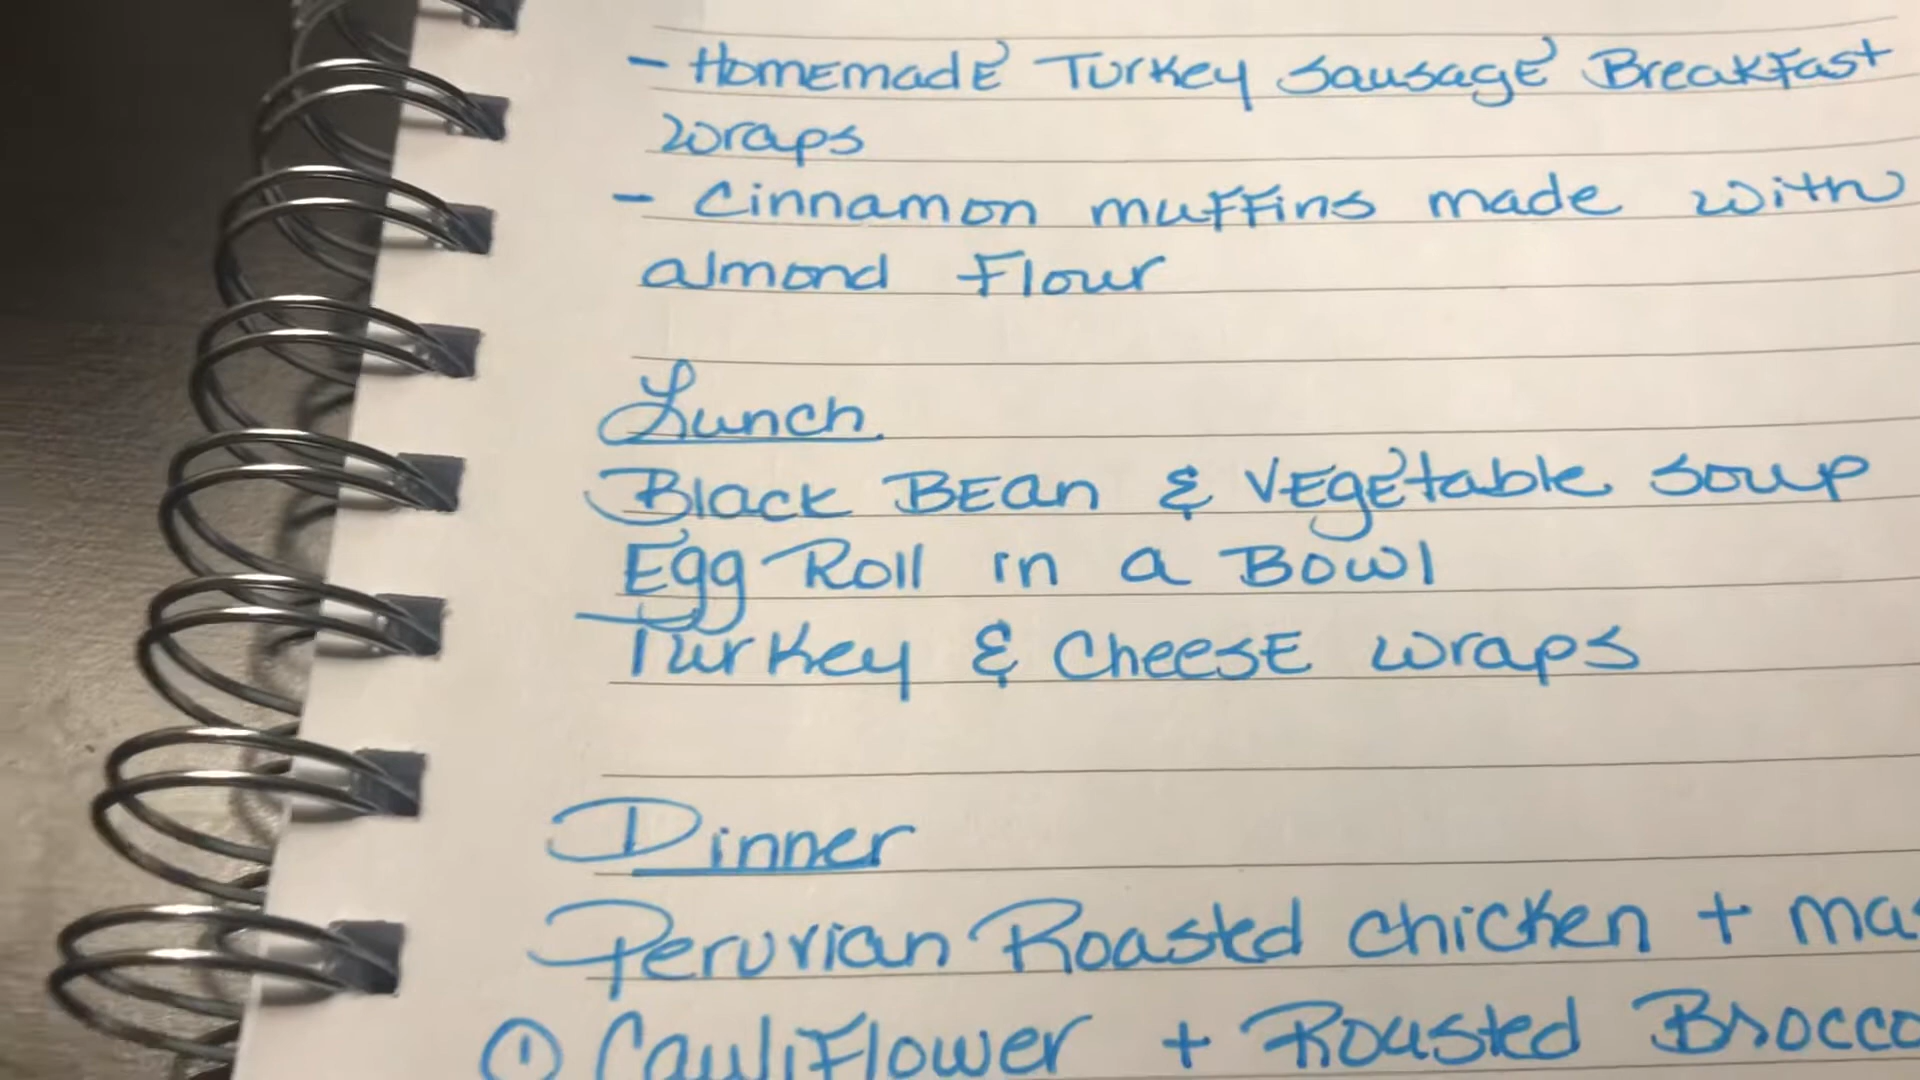 - Homemade Turkey Sausage Breakfast
wraps
- Cinnamon muffins made with
almond Flour
Lunch
Black Bean & Vegetable Soup
Egg Roll in a Bowl
Turkey & Cheese wraps
Dinner
Peruvian Roasted chicken +
① Cauliflower + Roasted